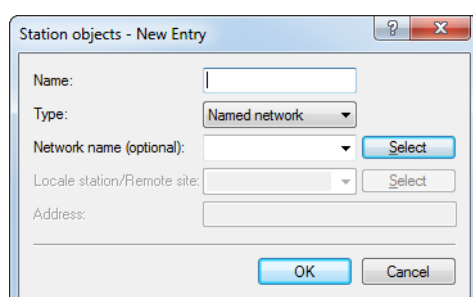 Station objects - New Entry
?
Name:
Type: Named network
Network name (optional): Select
Locale station/Remote site: Select
Address:
OK Cancel